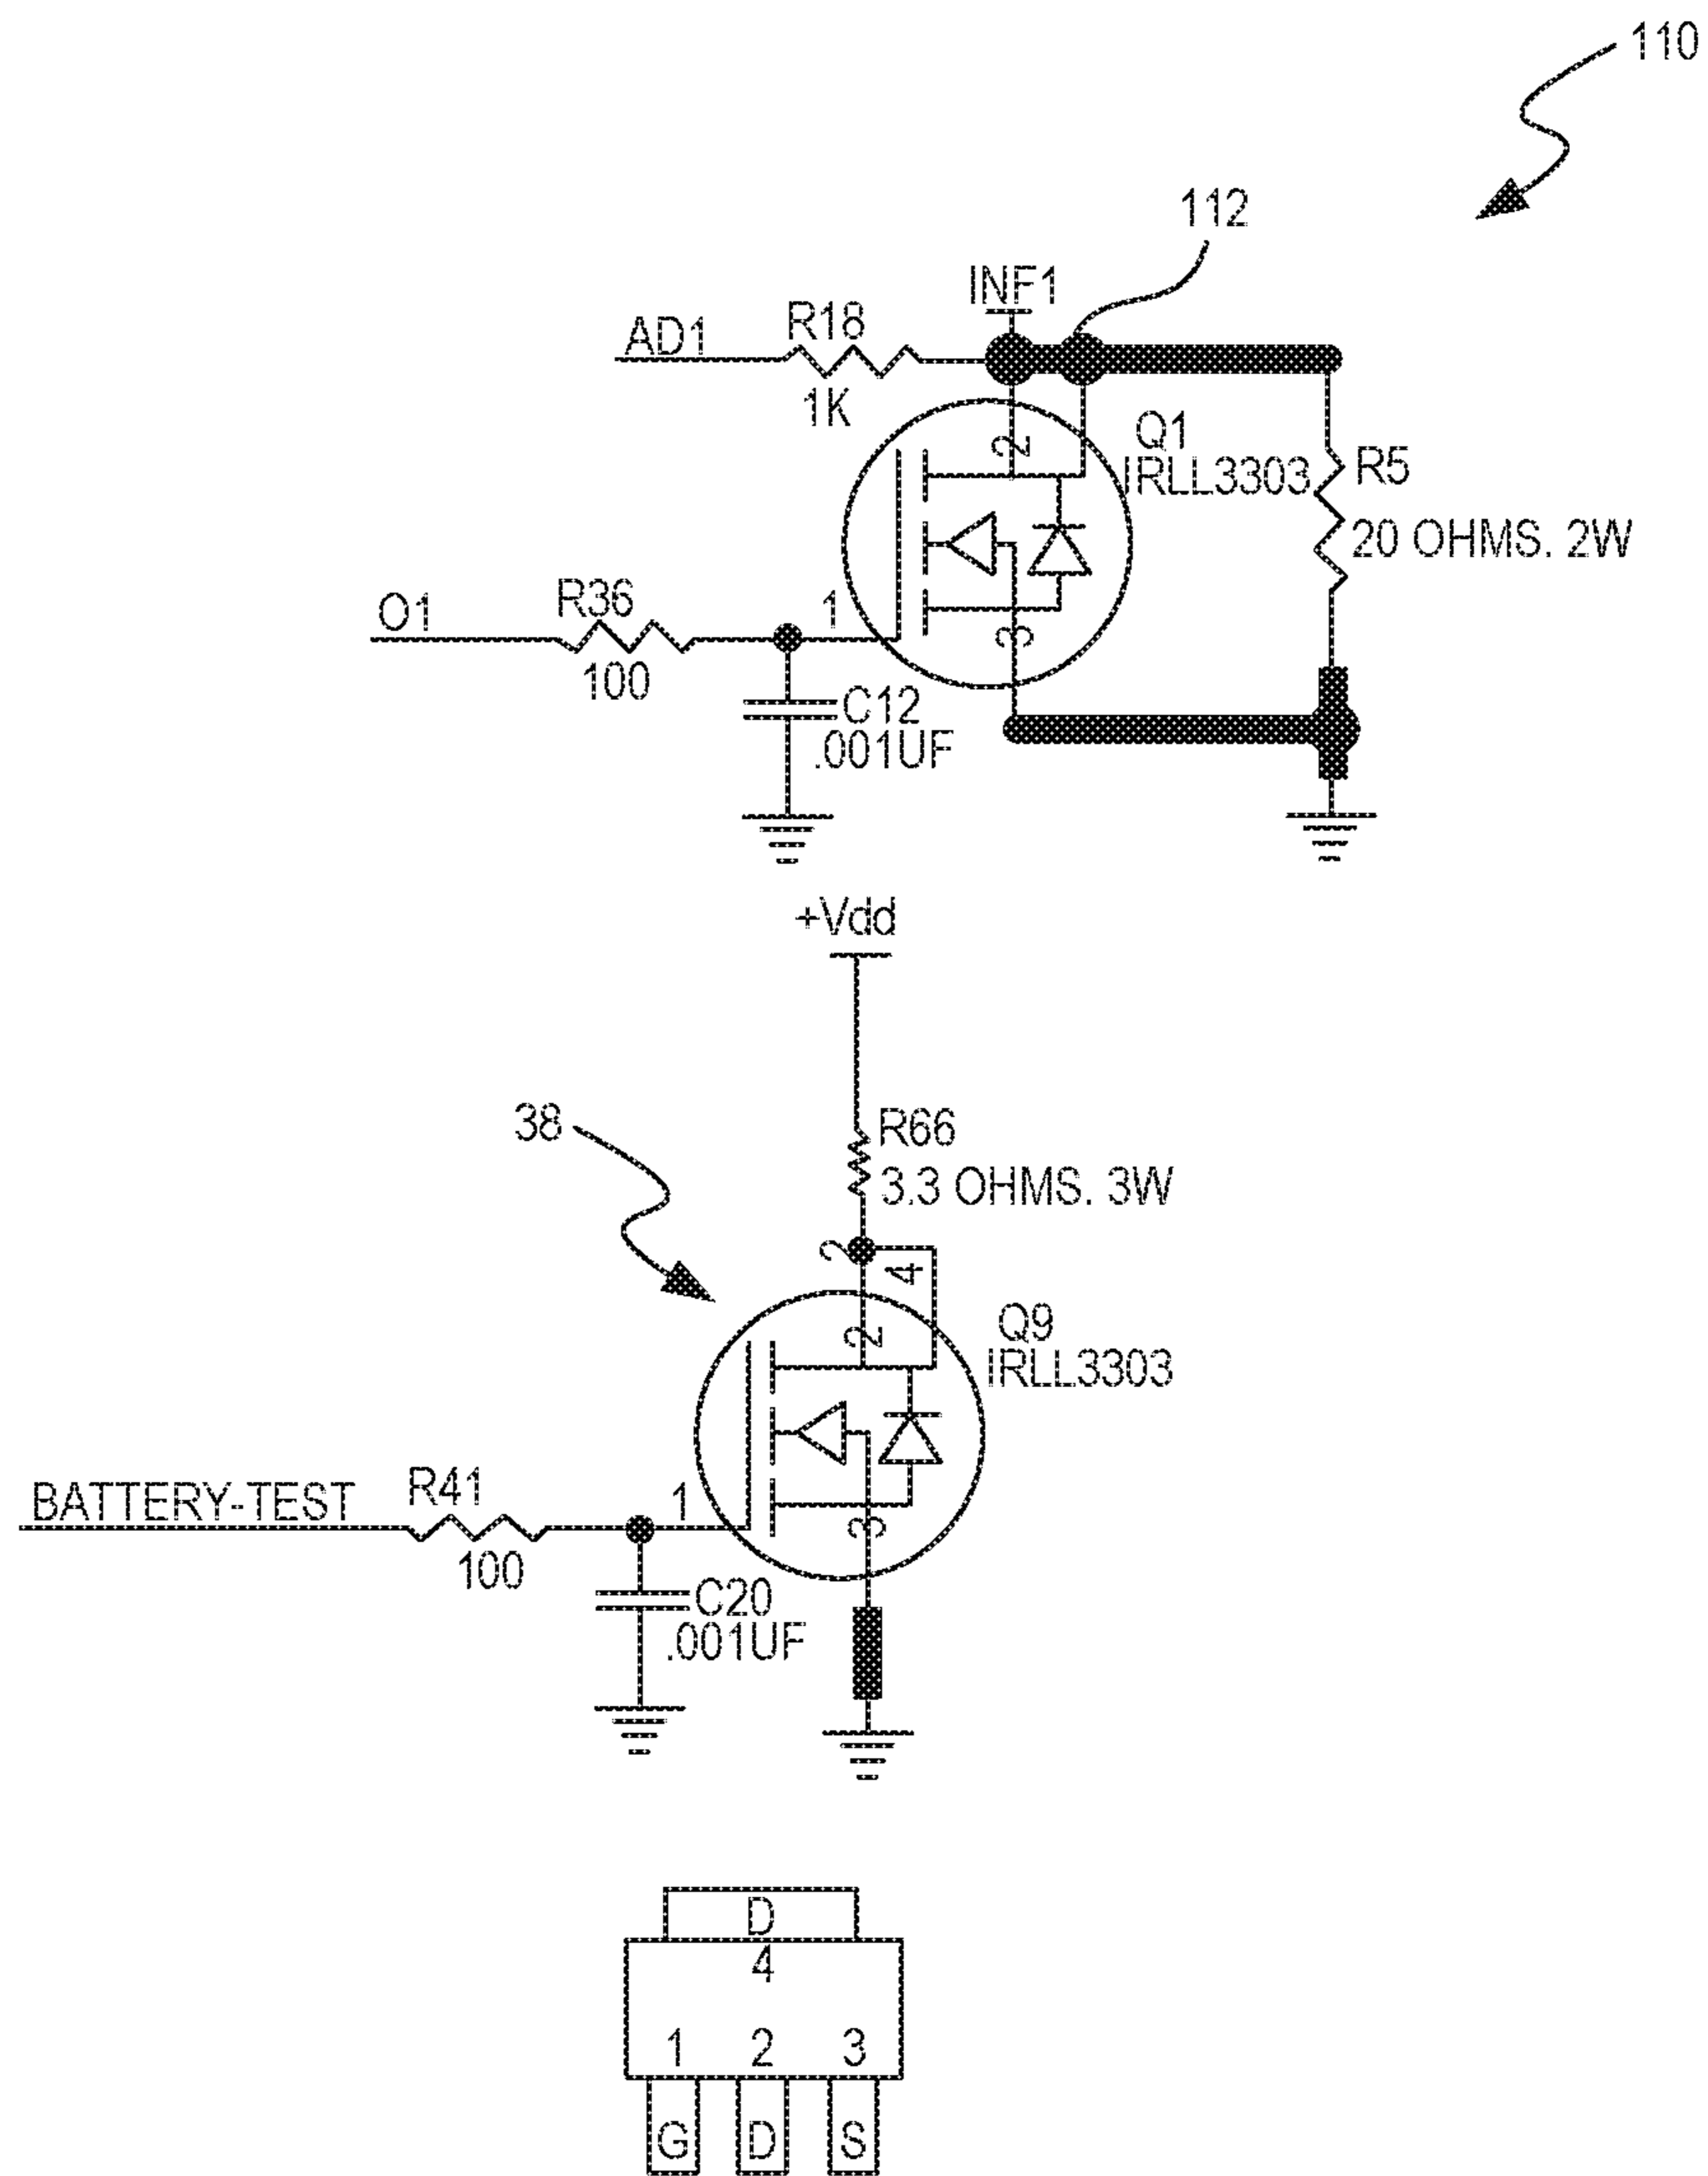 110
112
INF1
AD1
R18
1K
2
Q1
IRLL3303
R5
20 OHMS. 2W
O1
R36
100
1
3
C12
.001UF
+Vdd
38
R66
3.3 OHMS. 3W
2
4
2
Q9
IRLL3303
BATTERY-TEST
R41
100
1
3
C20
.001UF
D
4
1 2 3
G D S